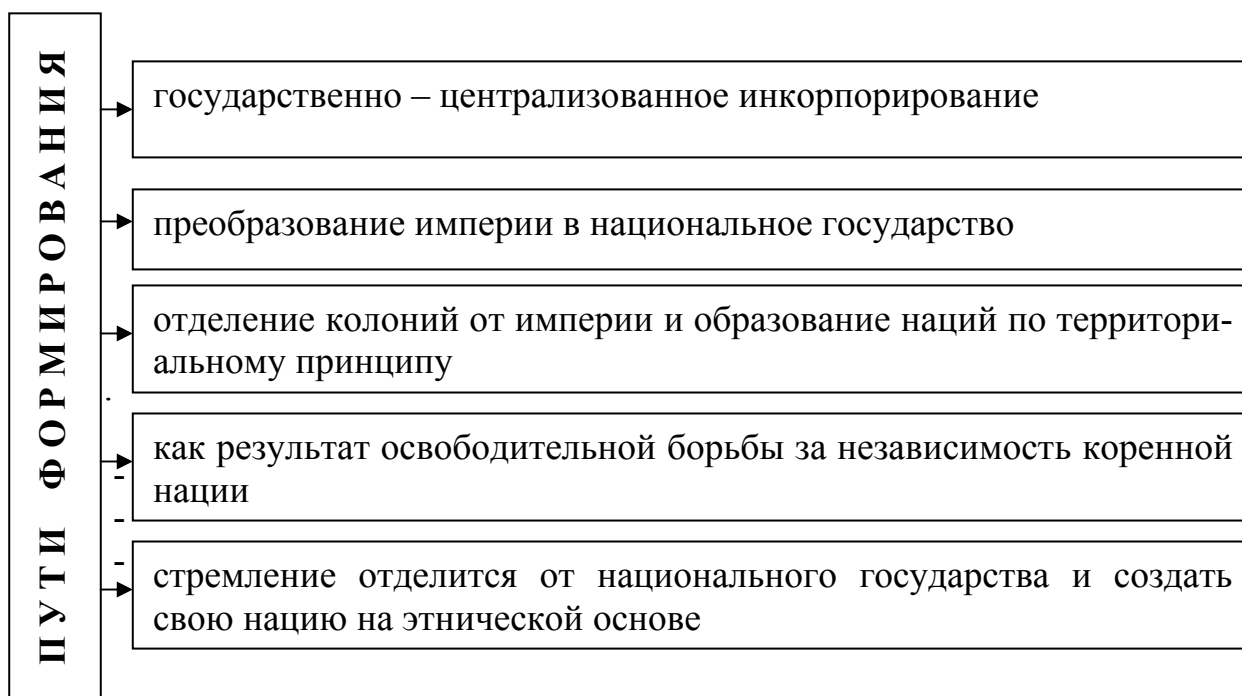 ПУТИ ФОРМИРОВАНИЯ
государственно – централизованное инкорпорирование
преобразование империи в национальное государство
отделение колоний от империи и образование наций по территори-
альному принципу
как результат освободительной борьбы за независимость коренной
нации
стремление отделится от национального государства и создать
свою нацию на этнической основе